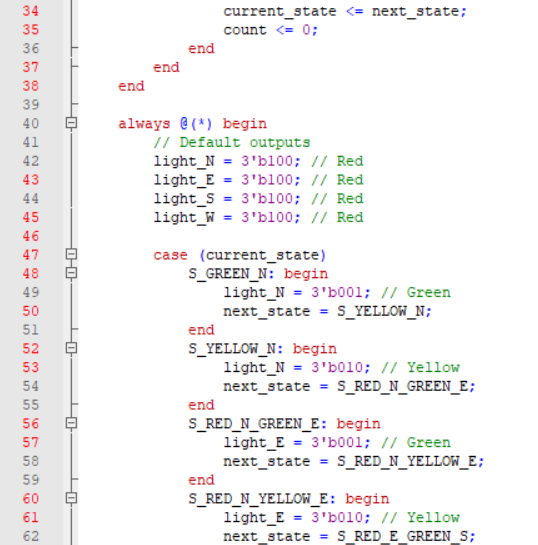 34 current_state <= next_state;
35 count <= 0;
36 end
37 end
38 end
39
40 always @(*) begin
41 // Default outputs
42 light_N = 3'b100; // Red
43 light_E = 3'b100; // Red
44 light_S = 3'b100; // Red
45 light_W = 3'b100; // Red
46
47 case (current_state)
48 S_GREEN_N: begin
49 light_N = 3'b001; // Green
50 next_state = S_YELLOW_N;
51 end
52 S_YELLOW_N: begin
53 light_N = 3'b010; // Yellow
54 next_state = S_RED_N_GREEN_E;
55 end
56 S_RED_N_GREEN_E: begin
57 light_E = 3'b001; // Green
58 next_state = S_RED_N_YELLOW_E;
59 end
60 S_RED_N_YELLOW_E: begin
61 light_E = 3'b010; // Yellow
62 next_state = S_RED_E_GREEN_S;